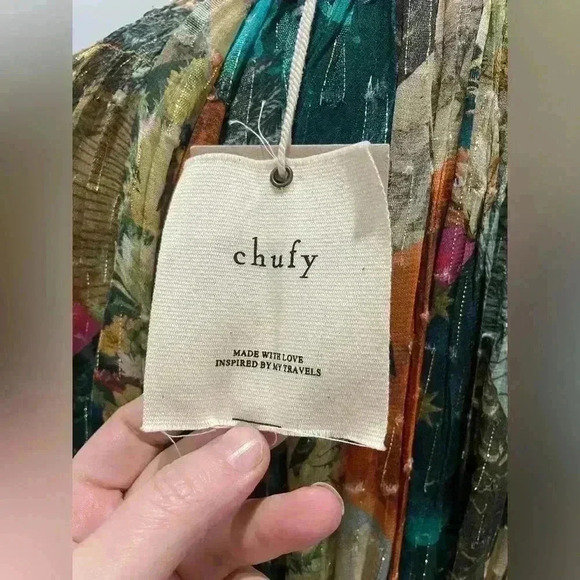 chufy
MADE WITH LOVE
INSPIRED BY MY TRAVELS